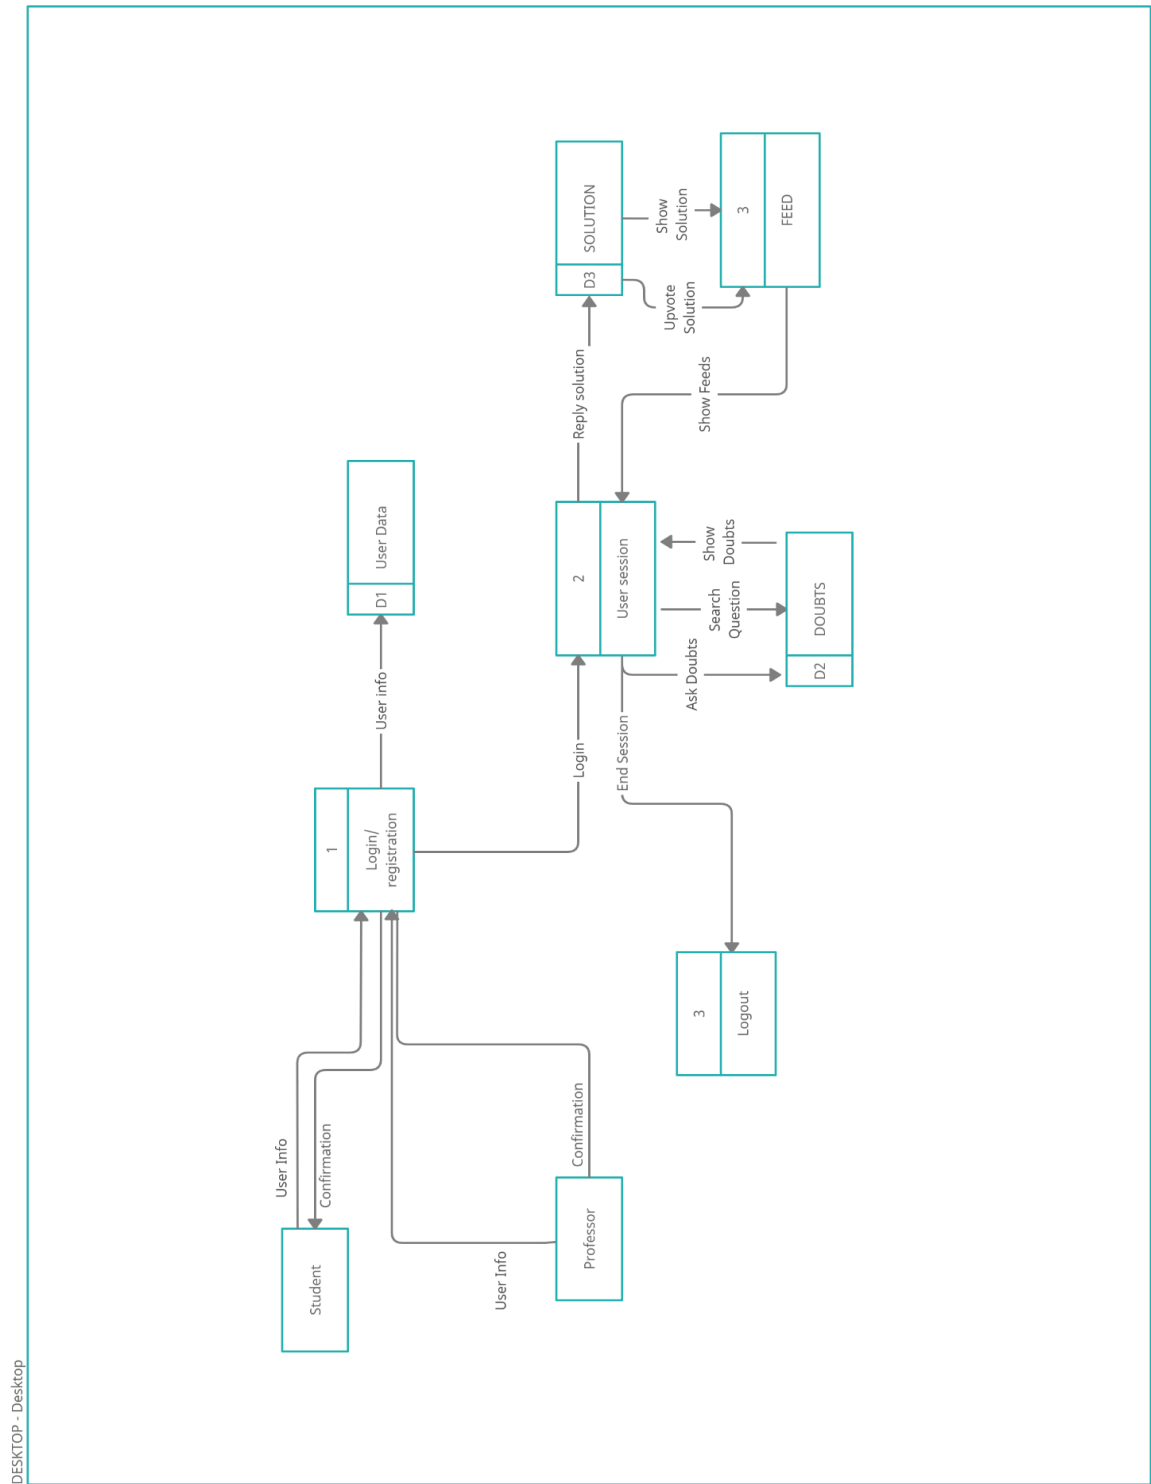 DESKTOP - Desktop
Student
User Info
Confirmation
Professor
User Info
Confirmation
1
Login/
registration
User info
D1
User Data
Login
2
User session
End Session
3
Logout
Ask Doubts
Search
Question
Show
Doubts
D2
DOUBTS
Reply solution
D3
SOLUTION
Upvote
Solution
Show
Solution
3
FEED
Show Feeds